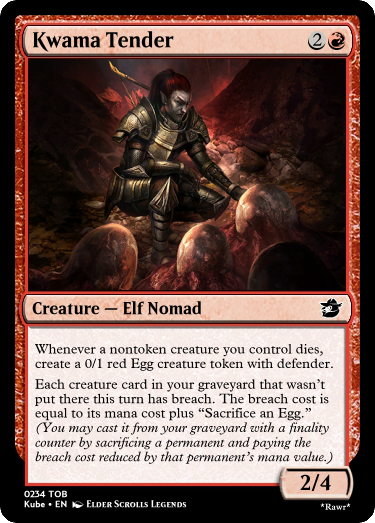 Kwama Tender 2
Creature — Elf Nomad
Whenever a nontoken creature you control dies,
create a 0/1 red Egg creature token with defender.
Each creature card in your graveyard that wasn't
put there this turn has breach. The breach cost is
equal to its mana cost plus “Sacrifice an Egg.”
(You may cast it from your graveyard with a finality
counter by sacrificing a permanent and paying the
breach cost reduced by that permanent's mana value.)
2/4
0234 TOB
Kube • EN Elder Scrolls Legends
*Rawr*